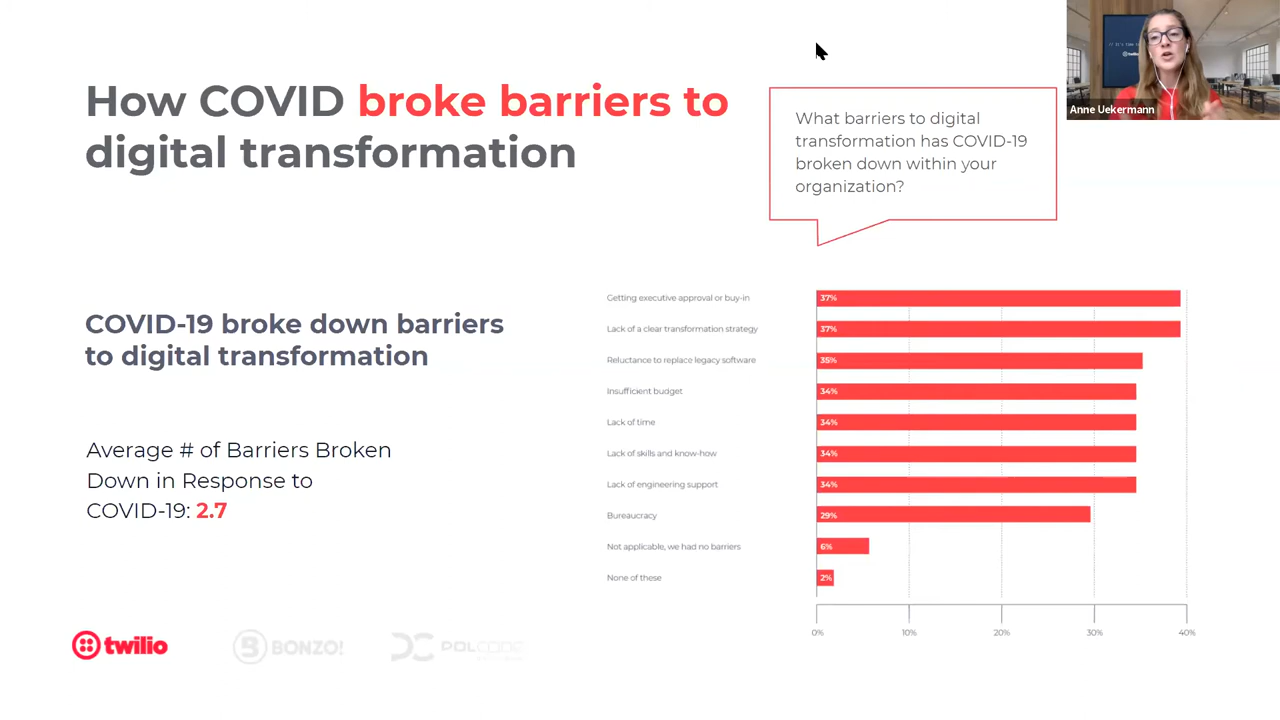 How COVID broke barriers to
digital transformation
What barriers to digital
transformation has COVID-19
broken down within your
organization?
Anne Uekermann
COVID-19 broke down barriers
to digital transformation
Average # of Barriers Broken
Down in Response to
COVID-19: 2.7
Getting executive approval or buy-in 37%
Lack of a clear transformation strategy 37%
Reluctance to replace legacy software 35%
Insufficient budget 34%
Lack of time 34%
Lack of skills and know-how 34%
Lack of engineering support 34%
Bureaucracy 29%
Not applicable, we had no barriers 6%
None of these 2%
0% 10% 20% 30% 40%
twilio
BONZO!
POLCODE